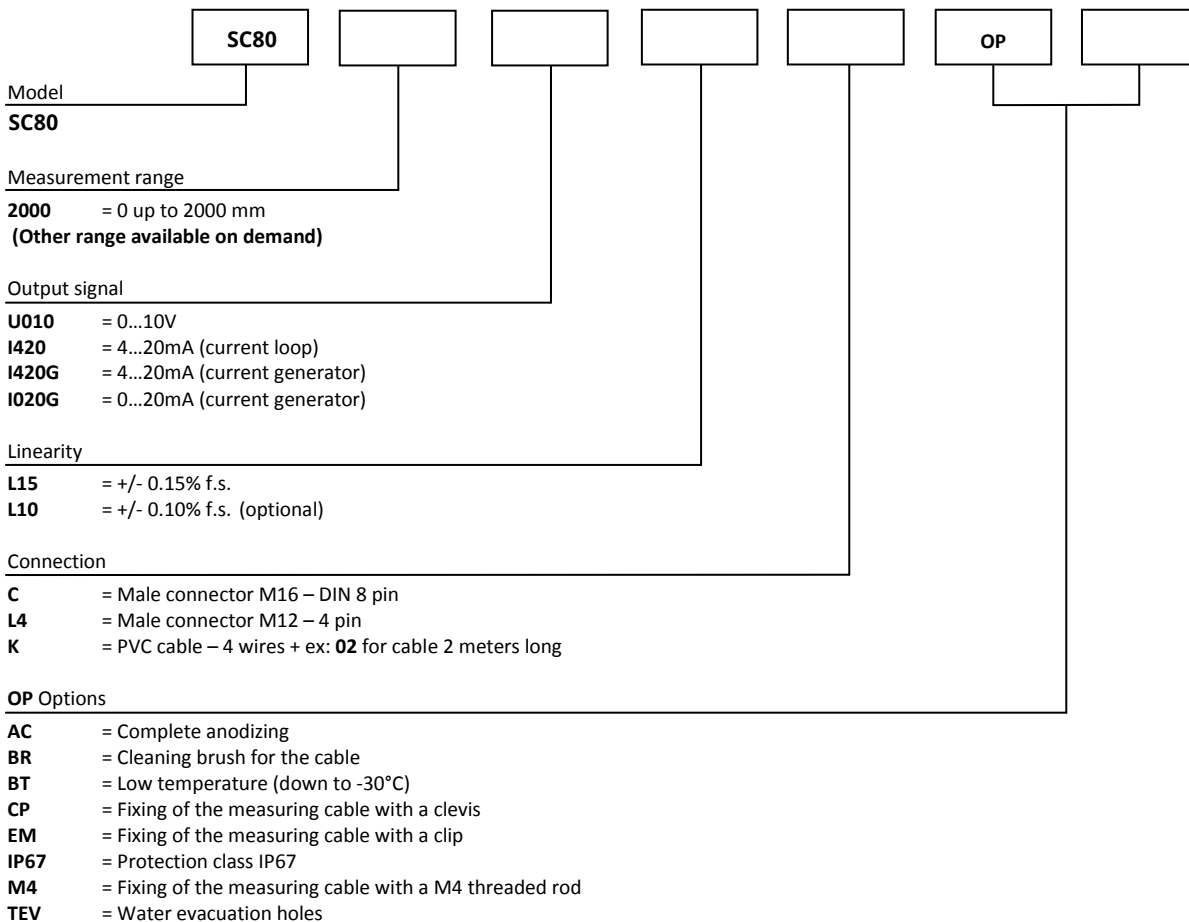 SC80 OP
Model
SC80
Measurement range
2000 = 0 up to 2000 mm
(Other range available on demand)
Output signal
U010 = 0...10V
I420 = 4...20mA (current loop)
I420G = 4...20mA (current generator)
I020G = 0...20mA (current generator)
Linearity
L15 = +/- 0.15% f.s.
L10 = +/- 0.10% f.s. (optional)
Connection
C = Male connector M16 – DIN 8 pin
L4 = Male connector M12 – 4 pin
K = PVC cable – 4 wires + ex: 02 for cable 2 meters long
OP Options
AC = Complete anodizing
BR = Cleaning brush for the cable
BT = Low temperature (down to -30°C)
CP = Fixing of the measuring cable with a clevis
EM = Fixing of the measuring cable with a clip
IP67 = Protection class IP67
M4 = Fixing of the measuring cable with a M4 threaded rod
TEV = Water evacuation holes